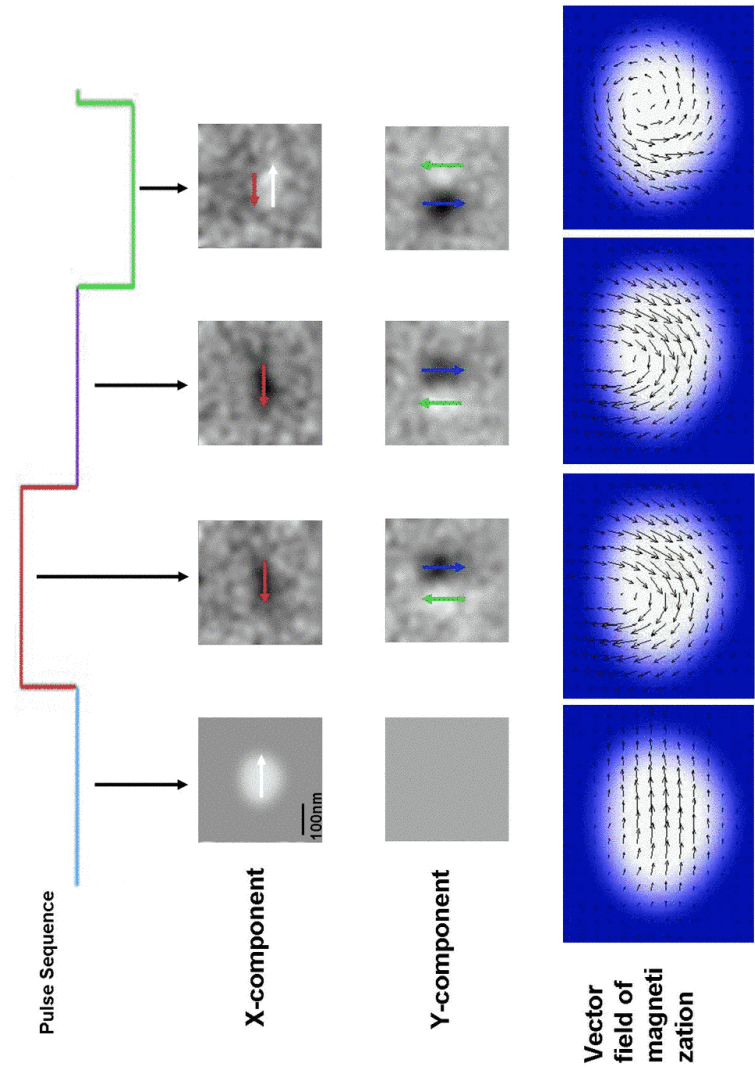 Pulse Sequence
X-component
100nm
Y-component
Vector
field of
magneti
zation